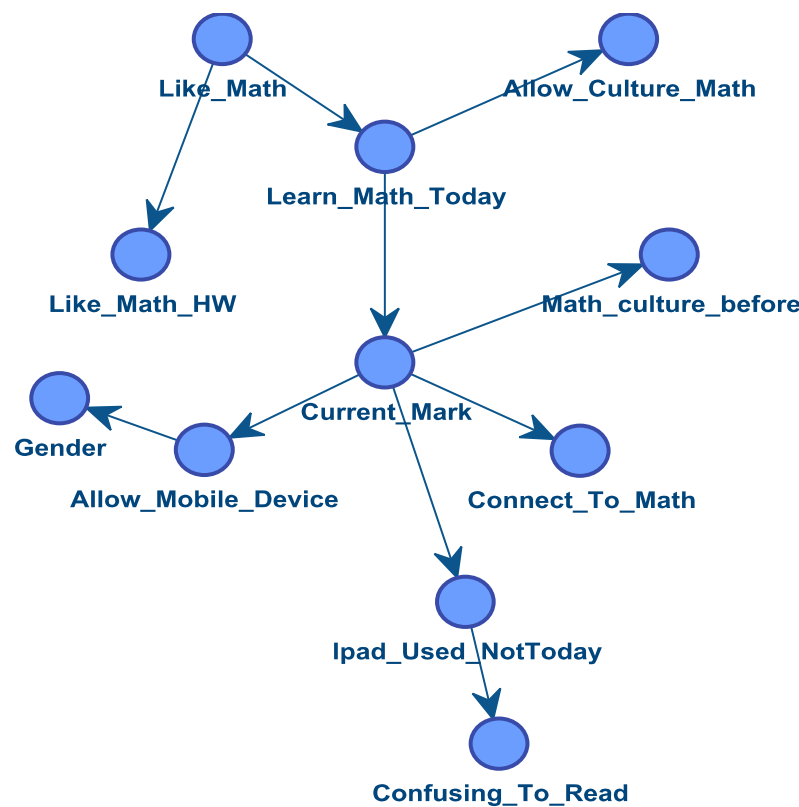 Like_Math
Allow_Culture_Math
Learn_Math_Today
Like_Math_HW
Math_culture_before
Current_Mark
Gender
Allow_Mobile_Device
Connect_To_Math
Ipad_Used_NotToday
Confusing_To_Read